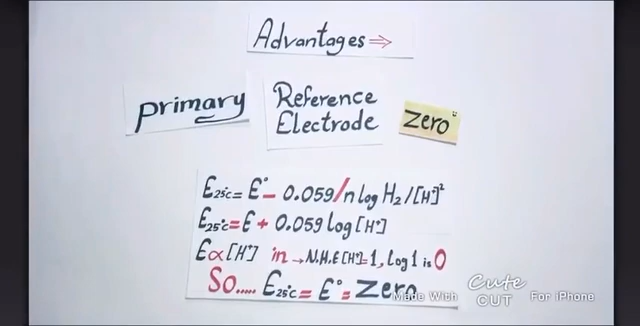 Advantages ⇒
primary
Reference
Electrode
zero
E25°C = E° - 0.059/n log H2/[H⁺]²
E25°C = E + 0.059 log [H⁺]
E ∝ [H⁺] in → N.H.E [H⁺]=1, Log 1 is 0
So..... E25°C = E° = Zero
Made With Cute CUT For iPhone